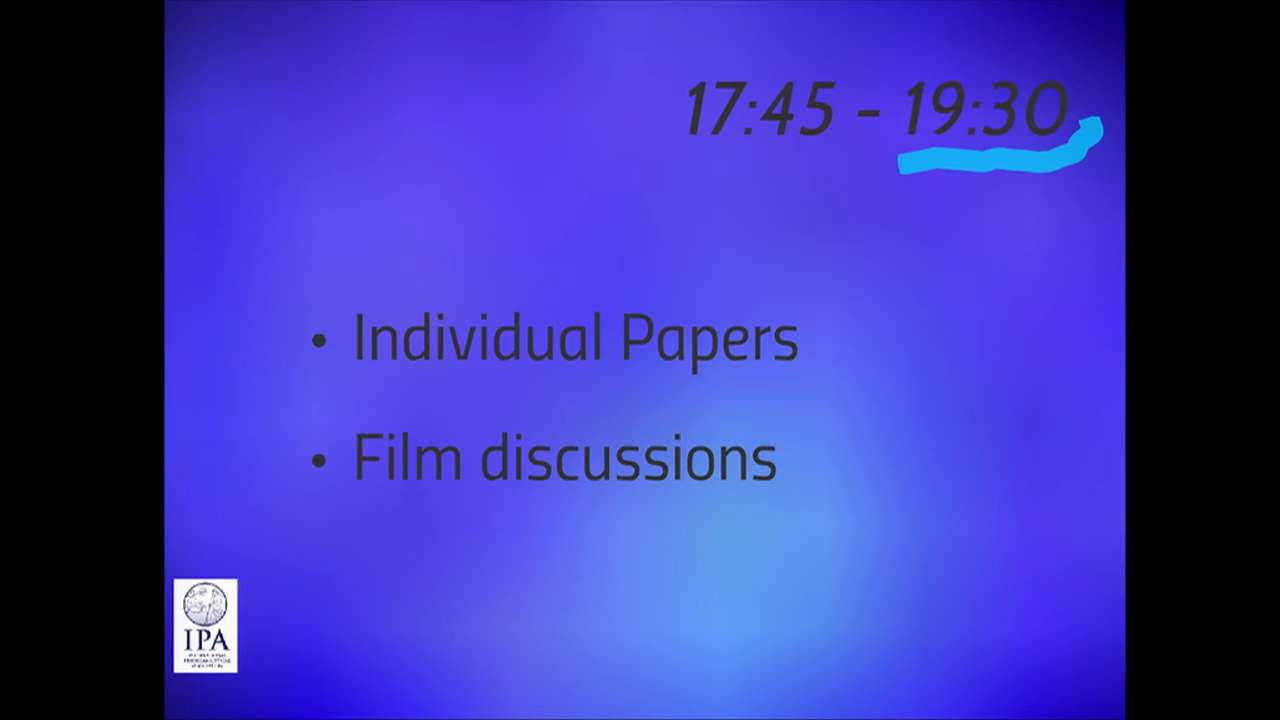 17:45 - 19:30
• Individual Papers
• Film discussions
IPA